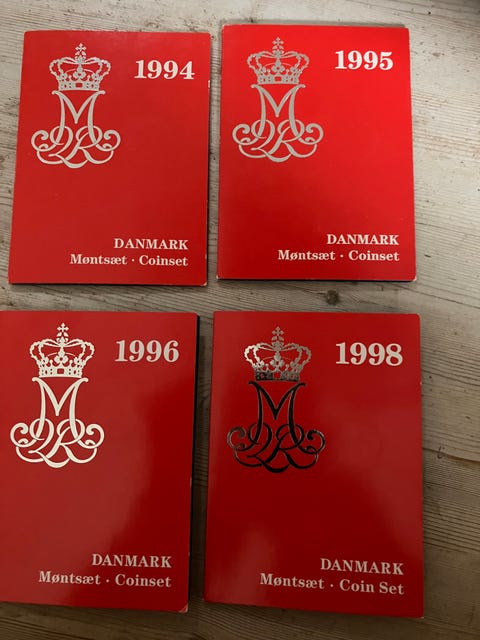 1994
DANMARK
Møntsæt · Coinset
1995
DANMARK
Møntsæt · Coinset
1996
DANMARK
Møntsæt · Coinset
1998
DANMARK
Møntsæt · Coin Set